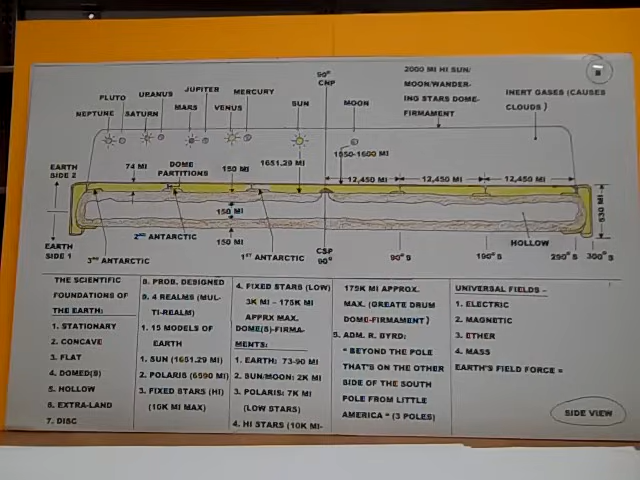 90°
CNP
2000 MI HI SUN/
MOON/WANDER-
ING STARS DOME-
FIRMAMENT
INERT GASES (CAUSES
CLOUDS )
PLUTO
URANUS
JUPITER
MERCURY
NEPTUNE
SATURN
MARS
VENUS
SUN
MOON
EARTH
SIDE 2
74 MI
DOME
PARTITIONS
150 MI
1651.29 MI
12,450 MI
12,450 MI
12,450 MI
150 MI
530 MI
EARTH
SIDE 1
150 MI
HOLLOW
3RD ANTARCTIC
2ND ANTARCTIC
1ST ANTARCTIC
CSP
90°
90° S
300° S
THE SCIENTIFIC
FOUNDATIONS OF
THE EARTH:
1. STATIONARY
2. CONCAVE
3. FLAT
4. DOMED(S)
5. HOLLOW
6. EXTRA-LAND
7. DISC
8. PROB. DESIGNED
9. 4 REALMS (MUL-
TI-REALM)
1. 15 MODELS OF
EARTH
1. SUN (1651.29 MI)
2. POLARIS (6590 MI)
3. FIXED STARS (HI)
(10K MI MAX)
4. FIXED STARS (LOW)
3K MI - 175K MI
APPRX MAX.
DOME(S)-FIRMA-
MENTS:
1. EARTH: 73-90 MI
2. SUN/MOON: 2K MI
3. POLARIS: 7K MI
(LOW STARS)
4. HI STARS (10K MI-
175K MI APPROX.
MAX. (GREATE DRUM
DOME-FIRMAMENT )
5. ADM. R. BYRD:
" BEYOND THE POLE
THAT'S ON THE OTHER
SIDE OF THE SOUTH
POLE FROM LITTLE
AMERICA " (3 POLES)
UNIVERSAL FIELDS -
1. ELECTRIC
2. MAGNETIC
3. ETHER
4. MASS
EARTH'S FIELD FORCE =
SIDE VIEW